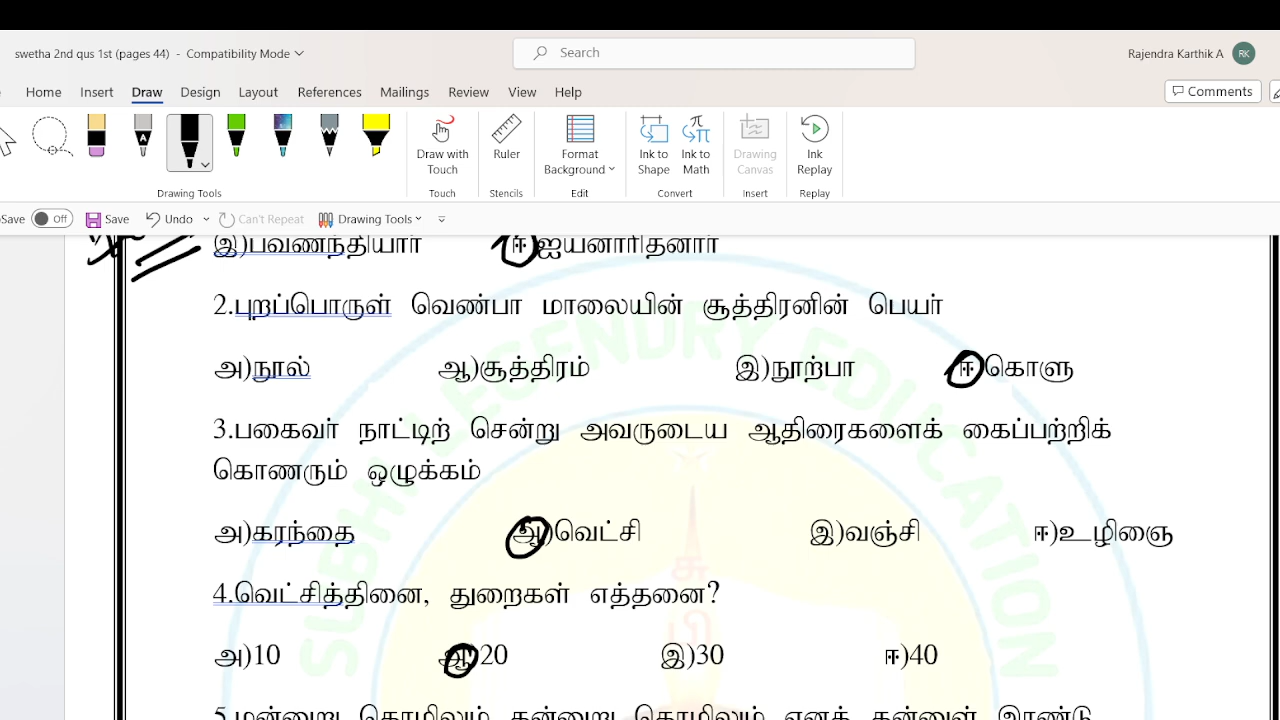 swetha 2nd qus 1st (pages 44) - Compatibility Mode
Search
Rajendra Karthik A RK
Home Insert Draw Design Layout References Mailings Review View Help
Comments
Draw with Touch
Ruler
Format Background
Ink to Shape
Ink to Math
Drawing Canvas
Ink Replay
Drawing Tools Touch Stencils Edit Convert Insert Replay
Save Off Save Undo Can't Repeat Drawing Tools
இ)பவணந்தியார் ஈ)ஐயனாரிதனார்
2.புறப்பொருள் வெண்பா மாலையின் சூத்திரனின் பெயர்
அ)நூல் ஆ)சூத்திரம் இ)நூற்பா ஈ)கொளு
3.பகைவர் நாட்டிற் சென்று அவருடைய ஆதிரைகளைக் கைப்பற்றிக்
கொணரும் ஒழுக்கம்
அ)கரந்தை ஆ)வெட்சி இ)வஞ்சி ஈ)உழிஞை
4.வெட்சித்தினை, துறைகள் எத்தனை?
அ)10 ஆ)20 இ)30 ஈ)40
SUBHI LEGENDRY EDUCATION
சுபி